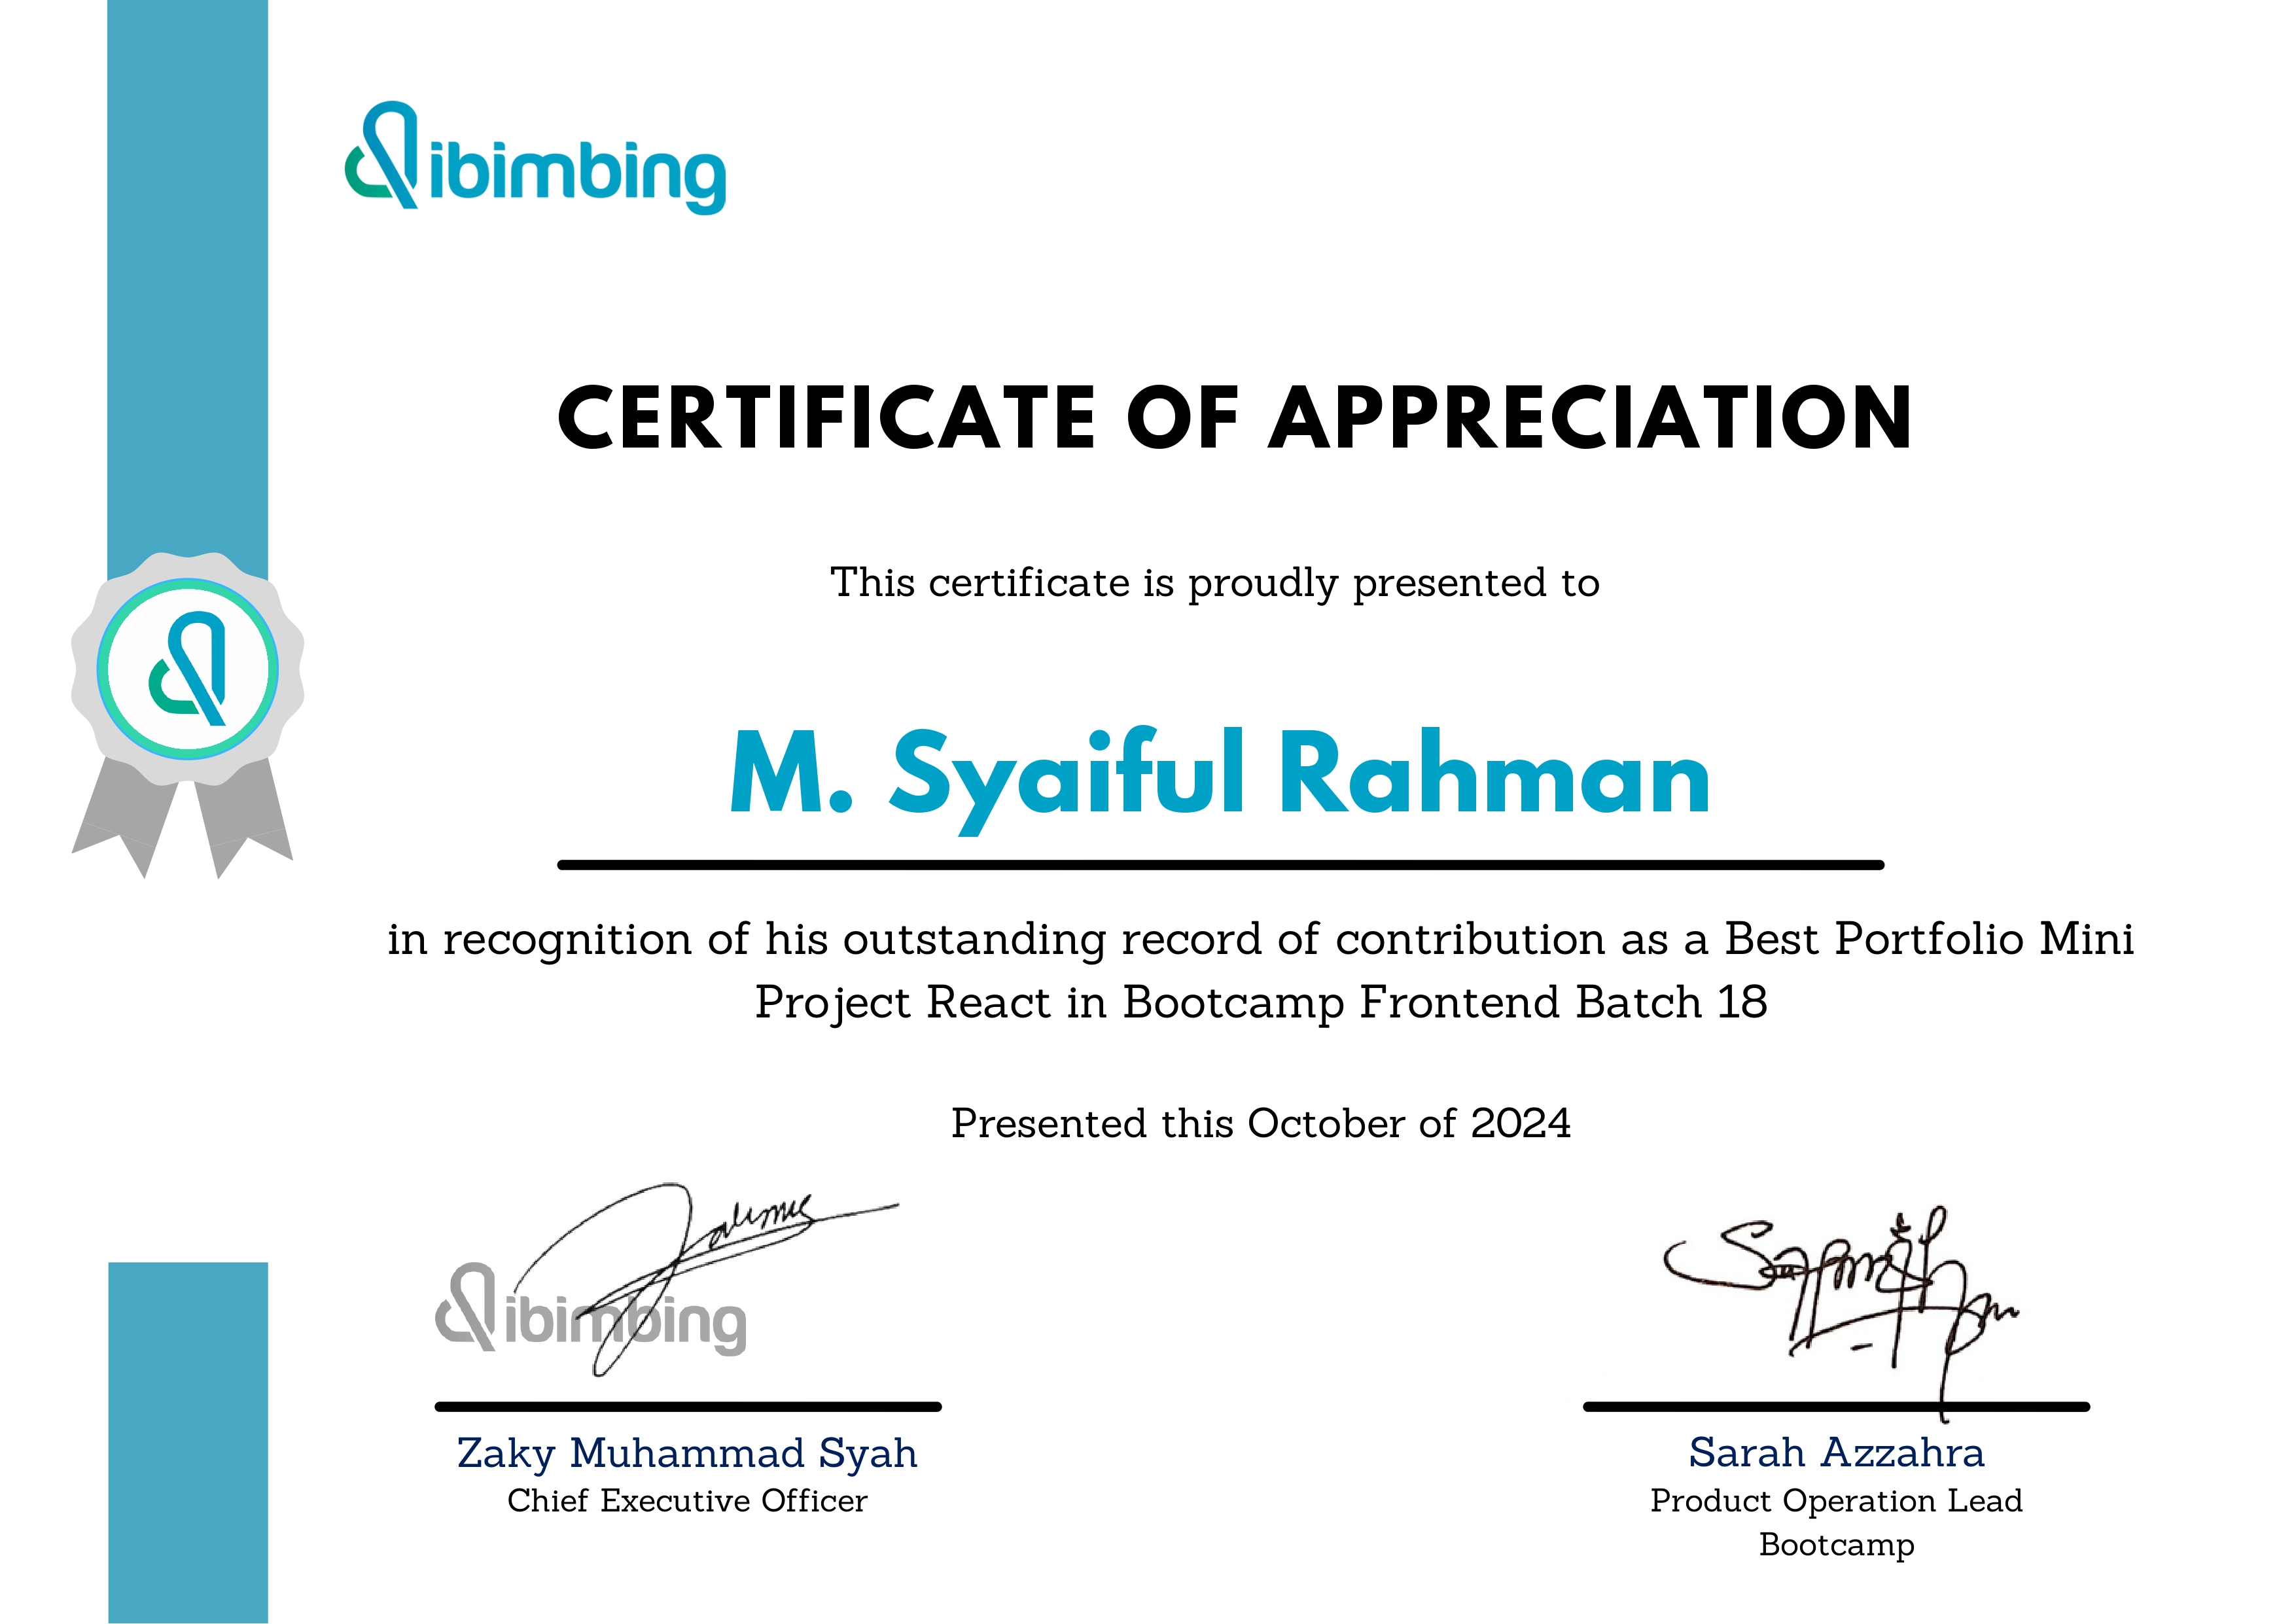 ibimbing
CERTIFICATE OF APPRECIATION
This certificate is proudly presented to
M. Syaiful Rahman
in recognition of his outstanding record of contribution as a Best Portfolio Mini
Project React in Bootcamp Frontend Batch 18
Presented this October of 2024
ibimbing
Zaky Muhammad Syah
Chief Executive Officer
Sarah Azzahra
Product Operation Lead
Bootcamp